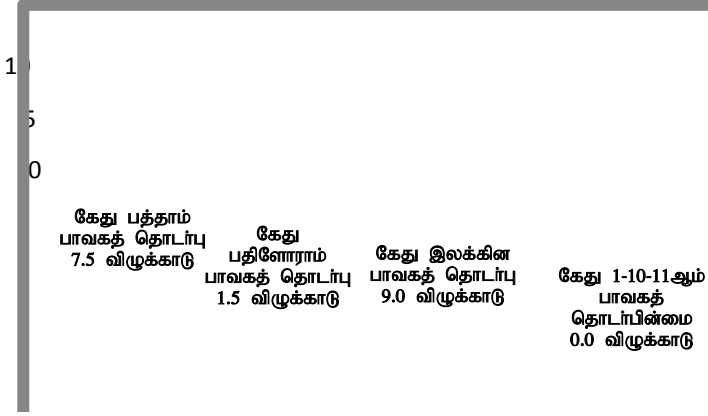 10
5
0
கேது பத்தாம்
பாவகத் தொடர்பு
7.5 விழுக்காடு
கேது
பதிளோராம்
பாவகத் தொடர்பு
1.5 விழுக்காடு
கேது இலக்கின
பாவகத் தொடர்பு
9.0 விழுக்காடு
கேது 1-10-11ஆம்
பாவகத்
தொடர்பின்மை
0.0 விழுக்காடு